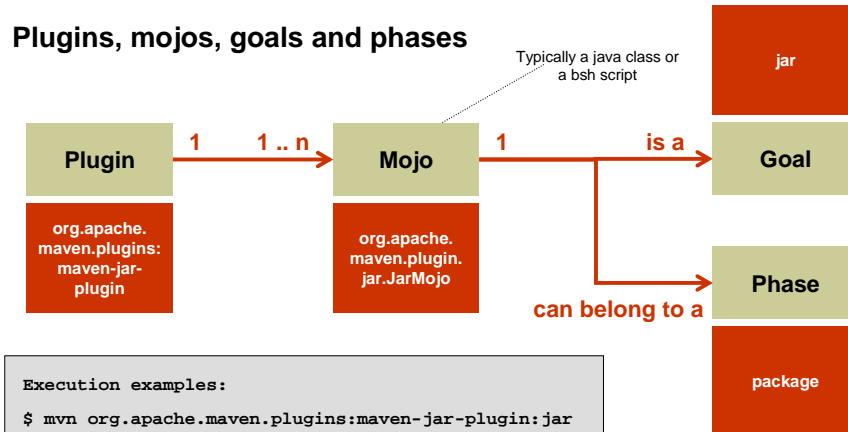 Plugins, mojos, goals and phases
Typically a java class or
a bsh script
jar
Plugin
1
1 .. n
Mojo
1
is a
Goal
org.apache.
maven.plugins:
maven-jar-
plugin
org.apache.
maven.plugin.
jar.JarMojo
can belong to a
Phase
package
Execution examples:
$ mvn org.apache.maven.plugins:maven-jar-plugin:jar